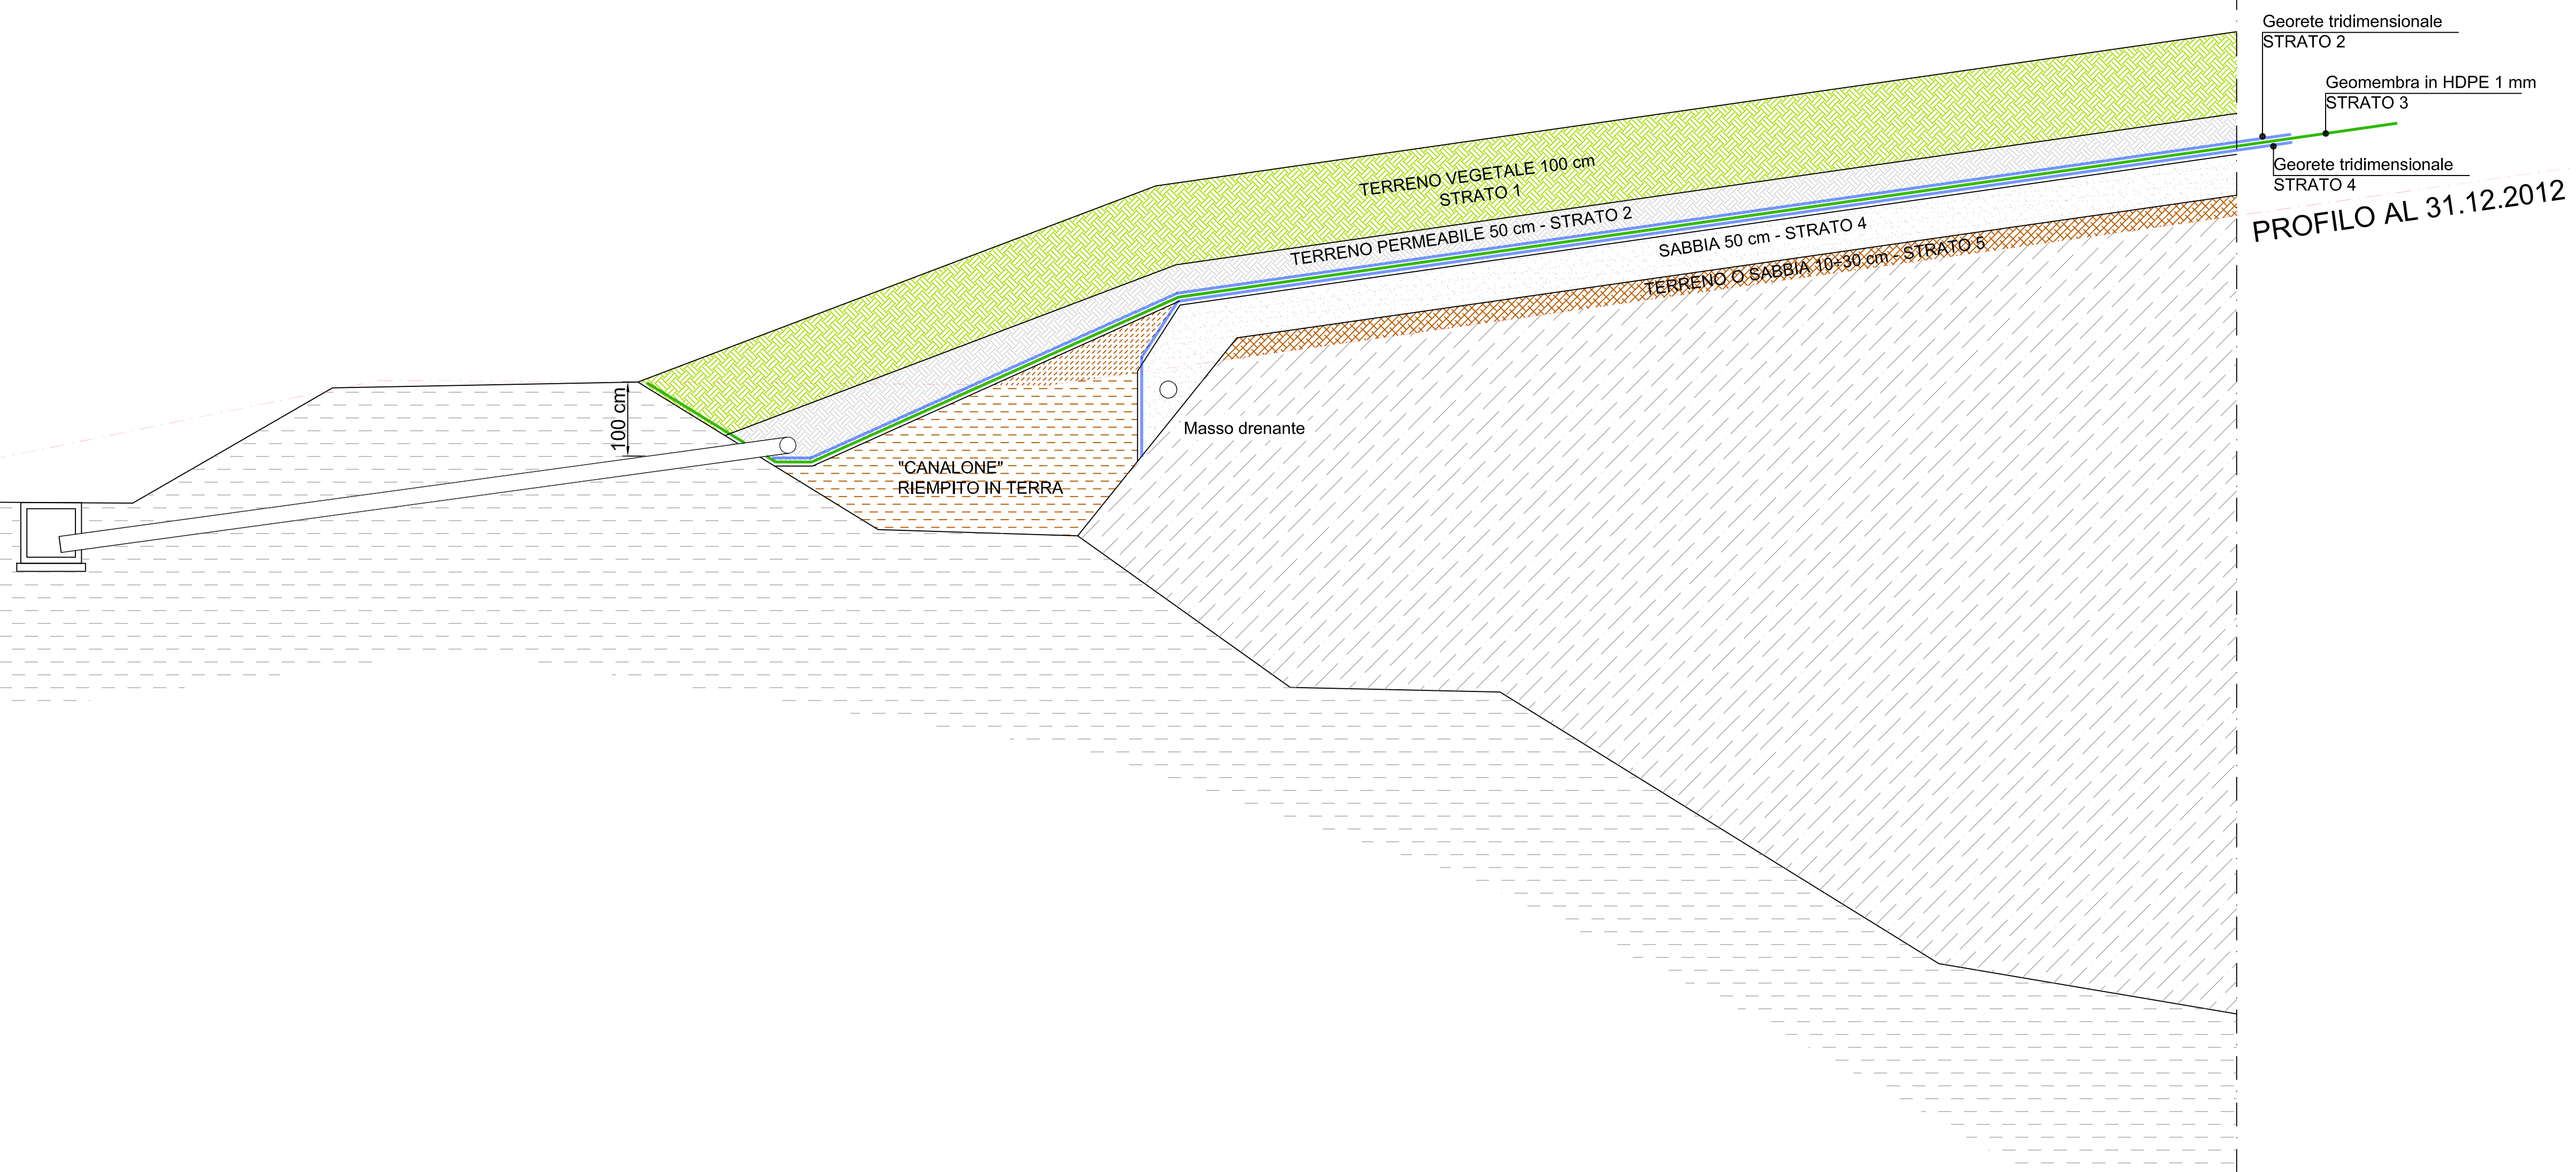 Georete tridimensionale
STRATO 2
Geomembra in HDPE 1 mm
STRATO 3
Georete tridimensionale
STRATO 4
PROFILO AL 31.12.2012
TERRENO VEGETALE 100 cm
STRATO 1
TERRENO PERMEABILE 50 cm - STRATO 2
SABBIA 50 cm - STRATO 4
TERRENO O SABBIA 10÷30 cm - STRATO 5
100 cm
Masso drenante
"CANALONE"
RIEMPITO IN TERRA